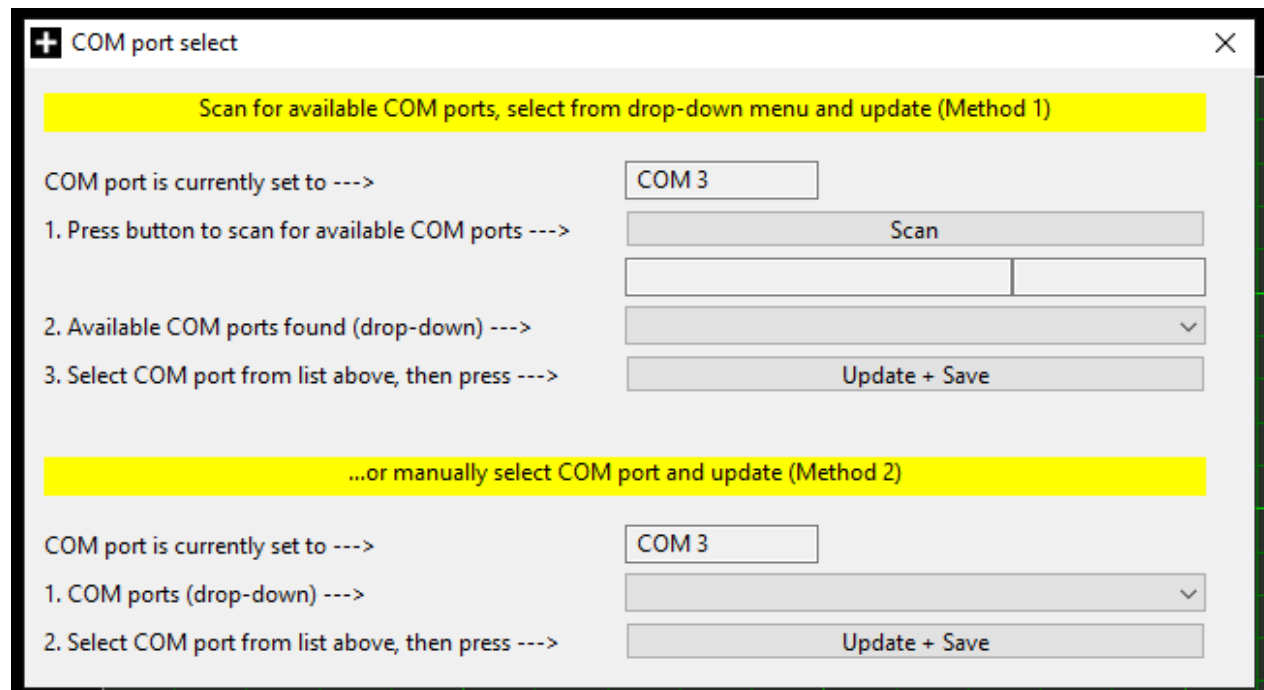 COM port select
Scan for available COM ports, select from drop-down menu and update (Method 1)
COM port is currently set to ---> COM 3
1. Press button to scan for available COM ports ---> Scan
2. Available COM ports found (drop-down) --->
3. Select COM port from list above, then press ---> Update + Save
...or manually select COM port and update (Method 2)
COM port is currently set to ---> COM 3
1. COM ports (drop-down) --->
2. Select COM port from list above, then press ---> Update + Save